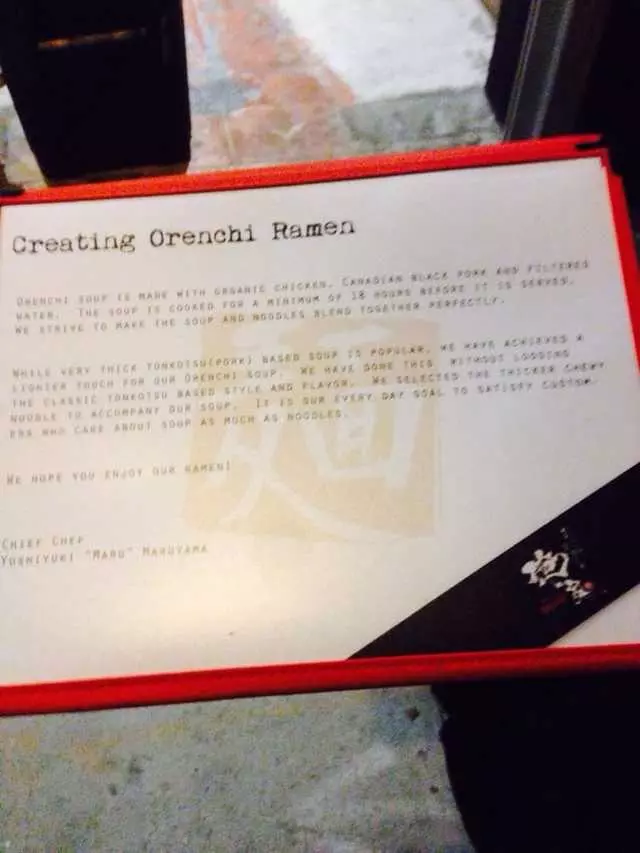 Creating Orenchi Ramen
ORENCHI SOUP IS MADE WITH ORGANIC CHICKEN, CANADIAN BLACK PORK AND FILTERED
WATER. THE SOUP IS COOKED FOR A MINIMUM OF 18 HOURS BEFORE IT IS SERVED.
WE STRIVE TO MAKE THE SOUP AND NOODLES BLEND TOGETHER PERFECTLY.
WHILE VERY THICK TONKOTSU(PORK) BASED SOUP IS POPULAR, WE HAVE ACHIEVED A
LIGHTER TOUCH FOR OUR ORENCHI SOUP. WE HAVE DONE THIS WITHOUT LOOSING
THE CLASSIC TONKOTSU BASED STYLE AND FLAVOR. WE SELECTED THE THICKER CHEWY
NOODLE TO ACCOMPANY OUR SOUP. IT IS OUR EVERY DAY GOAL TO SATISFY CUSTOM-
ERS WHO CARE ABOUT SOUP AS MUCH AS NOODLES.
麺
WE HOPE YOU ENJOY OUR RAMEN!
CHIEF CHEF
YOSHIYUKI "MARU" MARUYAMA